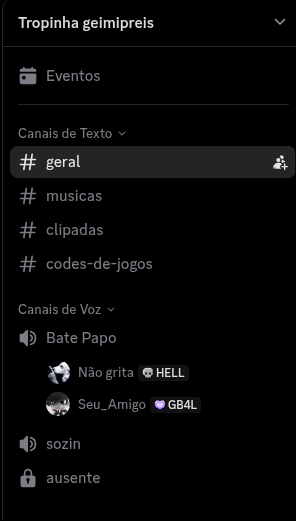 Tropinha geimipreis
Eventos
Canais de Texto
# geral
# musicas
# clipadas
# codes-de-jogos
Canais de Voz
Bate Papo
Não grita HELL
Seu_Amigo GB4L
sozin
ausente